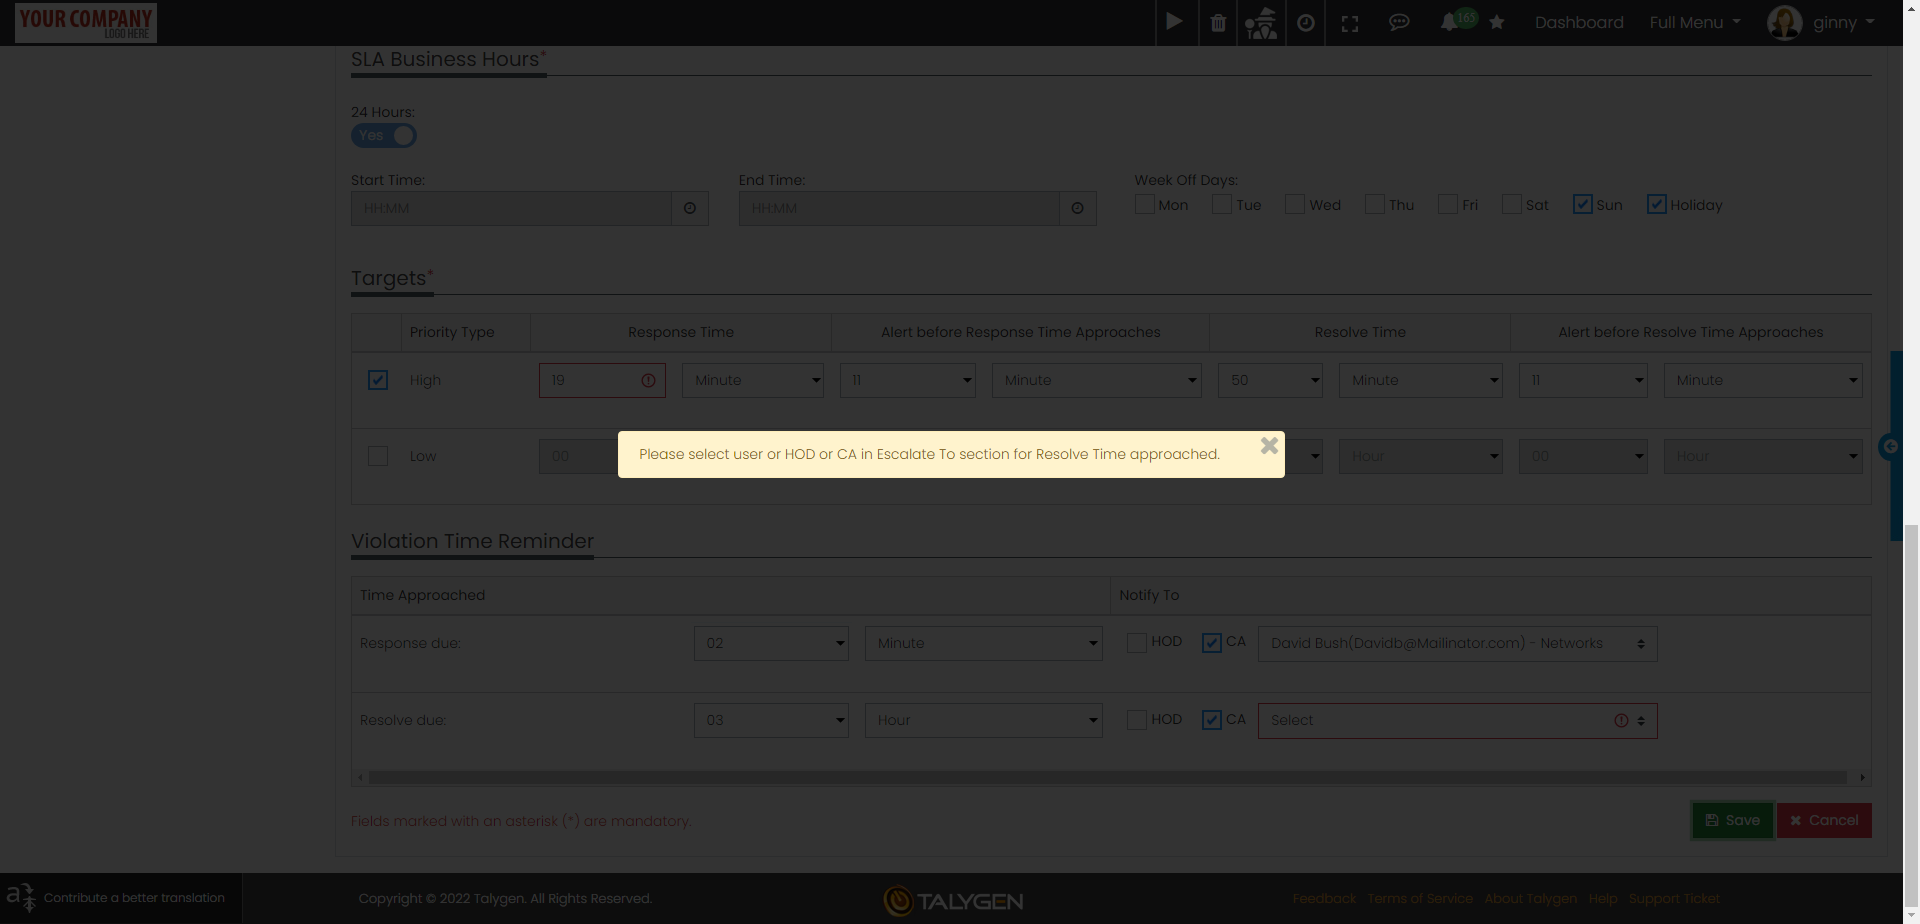 YOUR COMPANY
LOGO HERE
165
Dashboard
Full Menu
ginny
SLA Business Hours*
24 Hours:
Yes
Start Time:
End Time:
Week Off Days:
HH:MM
HH:MM
Mon
Tue
Wed
Thu
Fri
Sat
Sun
Holiday
Targets*
Priority Type
Response Time
Alert before Response Time Approaches
Resolve Time
Alert before Resolve Time Approaches
High
19
Minute
11
Minute
50
Minute
11
Minute
Low
00
Hour
00
Hour
Please select user or HOD or CA in Escalate To section for Resolve Time approached.
Violation Time Reminder
Time Approached
Notify To
Response due:
02
Minute
HOD
CA
David Bush(Davidb@Mailinator.com) - Networks
Resolve due:
03
Hour
HOD
CA
Select
Fields marked with an asterisk (*) are mandatory.
Save
Cancel
Contribute a better translation
Copyright © 2022 Talygen. All Rights Reserved.
TALYGEN
Feedback
Terms of Service
About Talygen
Help
Support Ticket